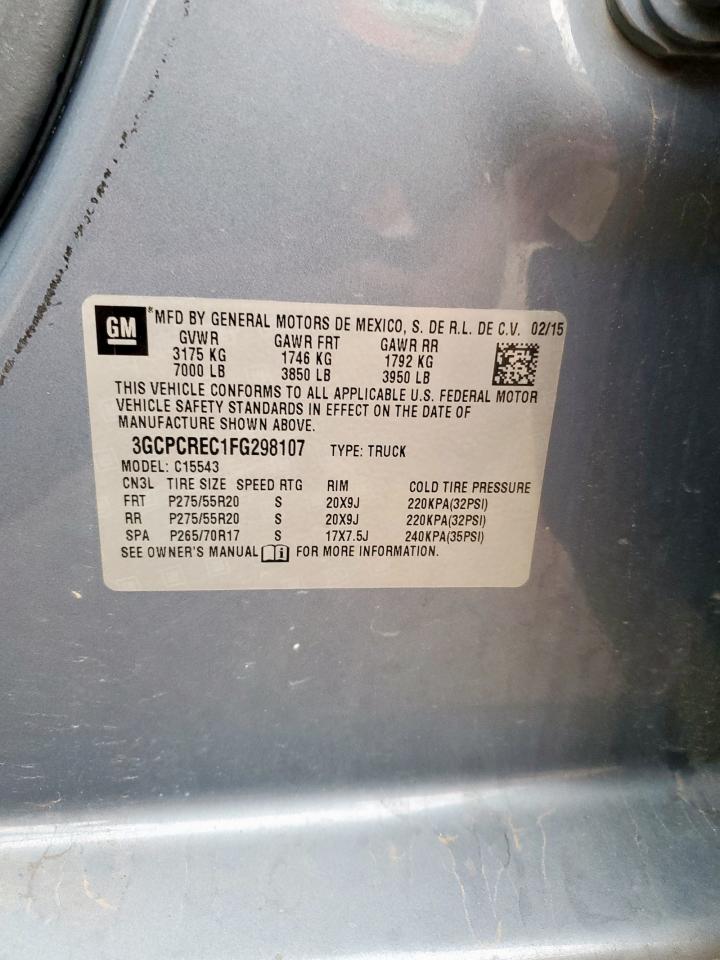 GM
MFD BY GENERAL MOTORS DE MEXICO, S. DE R.L. DE C.V. 02/15
GVWR GAWR FRT GAWR RR
3175 KG 1746 KG 1792 KG
7000 LB 3850 LB 3950 LB
THIS VEHICLE CONFORMS TO ALL APPLICABLE U.S. FEDERAL MOTOR
VEHICLE SAFETY STANDARDS IN EFFECT ON THE DATE OF
MANUFACTURE SHOWN ABOVE.
3GCPCREC1FG298107 TYPE: TRUCK
MODEL: C15543
CN3L TIRE SIZE SPEED RTG RIM COLD TIRE PRESSURE
FRT P275/55R20 S 20X9J 220KPA(32PSI)
RR P275/55R20 S 20X9J 220KPA(32PSI)
SPA P265/70R17 S 17X7.5J 240KPA(35PSI)
SEE OWNER'S MANUAL FOR MORE INFORMATION.